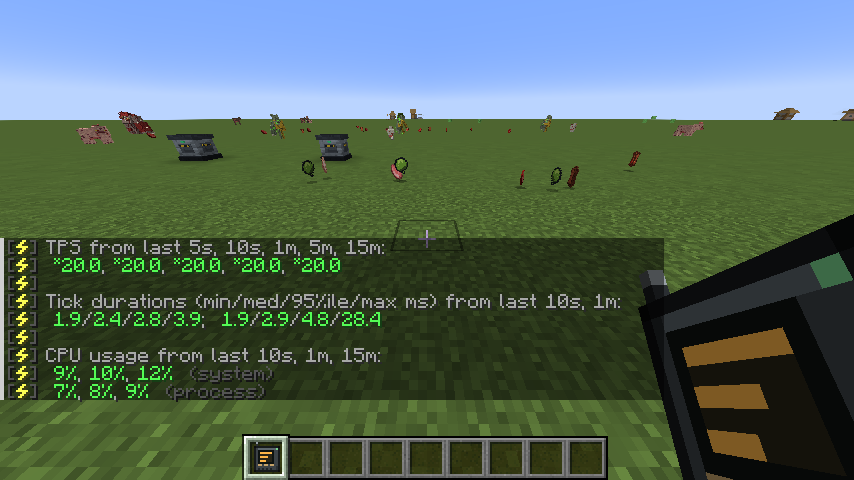 [⚡] TPS from last 5s, 10s, 1m, 5m, 15m:
[⚡] *20.0, *20.0, *20.0, *20.0, *20.0
[⚡]
[⚡] Tick durations (min/med/95%ile/max ms) from last 10s, 1m:
[⚡] 1.9/2.4/2.8/3.9; 1.9/2.9/4.8/28.4
[⚡]
[⚡] CPU usage from last 10s, 1m, 15m:
[⚡] 9%, 10%, 12% (system)
[⚡] 7%, 8%, 9% (process)